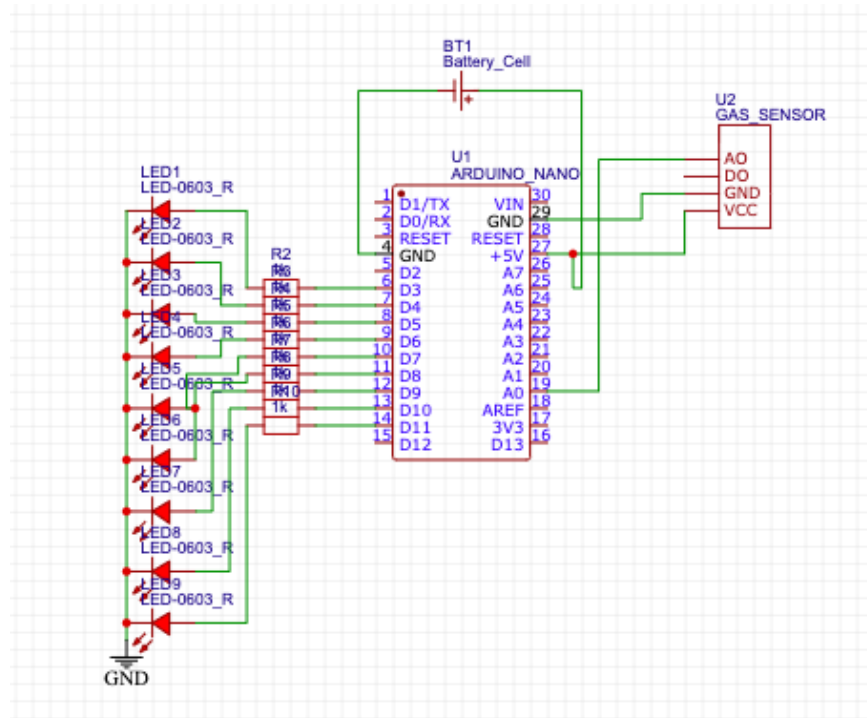 BT1
Battery_Cell
U2
GAS_SENSOR
AO
DO
GND
VCC
U1
ARDUINO_NANO
1 D1/TX
2 D0/RX
3 RESET
4 GND
5 D2
6 D3
7 D4
8 D5
9 D6
10 D7
11 D8
12 D9
13 D10
14 D11
15 D12
VIN 30
GND 29
RESET 28
+5V 27
A7 26
A6 25
A5 24
A4 23
A3 22
A2 21
A1 20
A0 19
AREF 18
3V3 17
D13 16
LED1
LED-0603_R
LED2
LED-0603_R
LED3
LED-0603_R
LED4
LED-0603_R
LED5
LED-0603_R
LED6
LED-0603_R
LED7
LED-0603_R
LED8
LED-0603_R
LED9
LED-0603_R
R2
R10
1k
GND